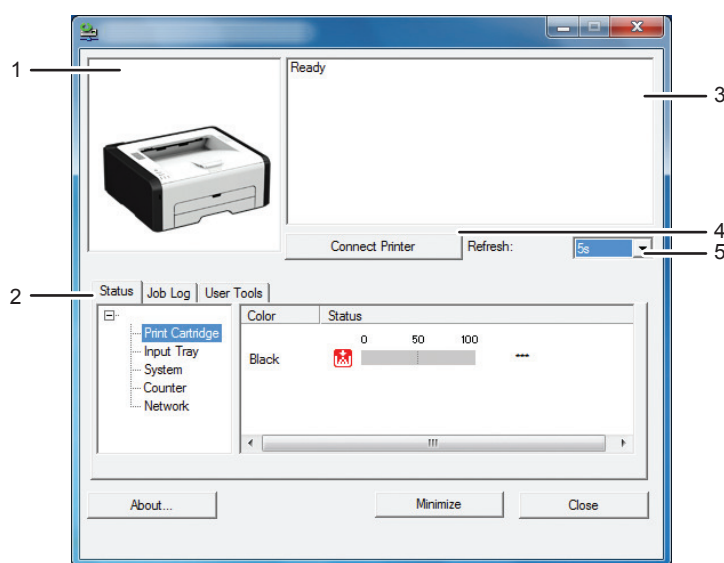 1
Ready
3
4
Connect Printer Refresh: 5s
5
2
Status Job Log User Tools
Print Cartridge
Input Tray
System
Counter
Network
Color Status
0 50 100
Black ---
About... Minimize Close